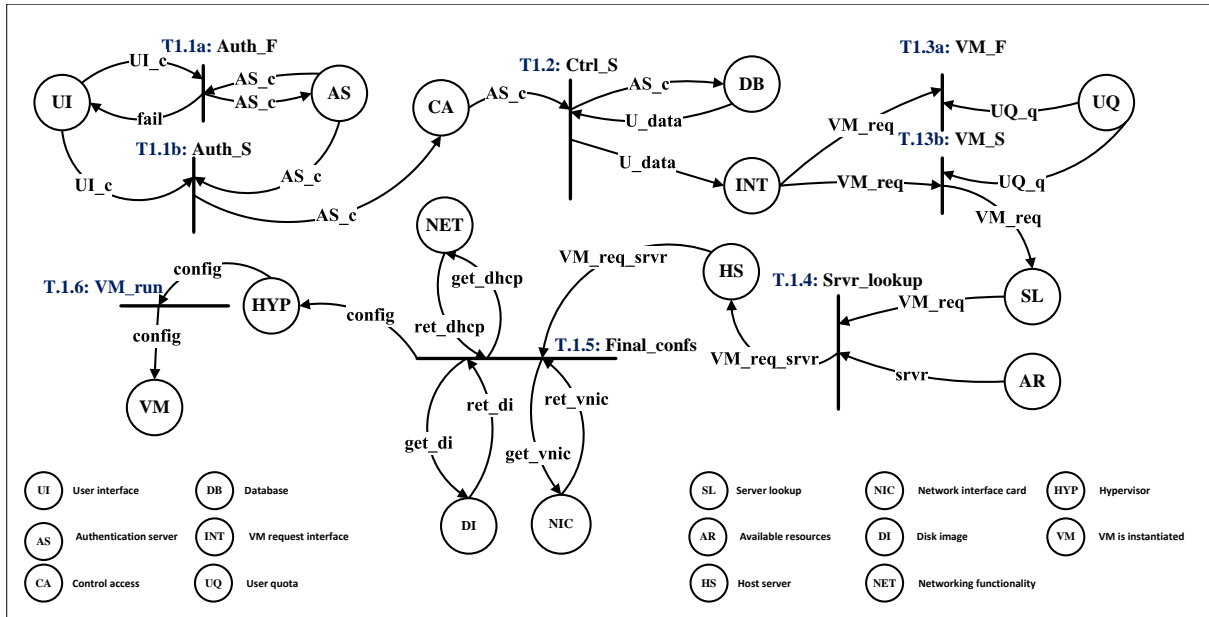 T1.1a: Auth_F
UI_c
AS_c
UI
AS
AS_c
fail
T1.1b: Auth_S
UI_c
AS_c
AS_c
CA
AS_c
T1.2: Ctrl_S
AS_c
DB
U_data
U_data
INT
T1.3a: VM_F
VM_req
UQ_q
UQ
T.13b: VM_S
VM_req
UQ_q
VM_req
NET
get_dhcp
ret_dhcp
VM_req_srvr
HS
T.1.4: Srvr_lookup
VM_req
SL
VM_req_srvr
srvr
AR
config
T.1.6: VM_run
HYP
config
config
VM
T.1.5: Final_confs
ret_di
ret_vnic
get_di
get_vnic
DI
NIC
UI User interface
DB Database
SL Server lookup
NIC Network interface card
HYP Hypervisor
AS Authentication server
INT VM request interface
AR Available resources
DI Disk image
VM VM is instantiated
CA Control access
UQ User quota
HS Host server
NET Networking functionality